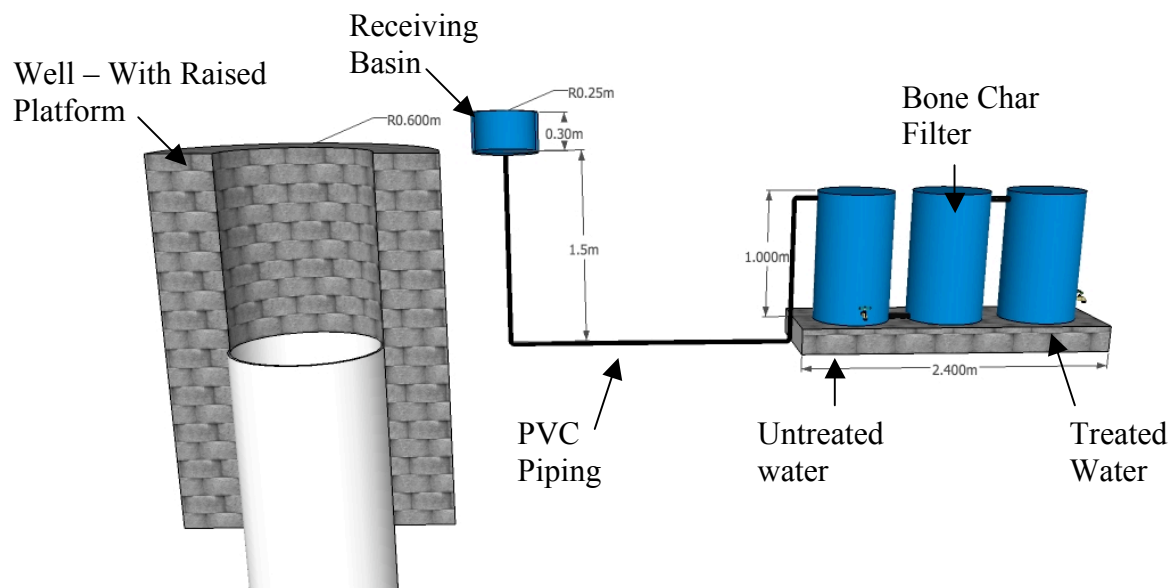 Receiving
Basin
Well – With Raised
Platform
R0.600m
R0.25m
0.30m
Bone Char
Filter
1.5m
1.000m
2.400m
PVC
Piping
Untreated
water
Treated
Water